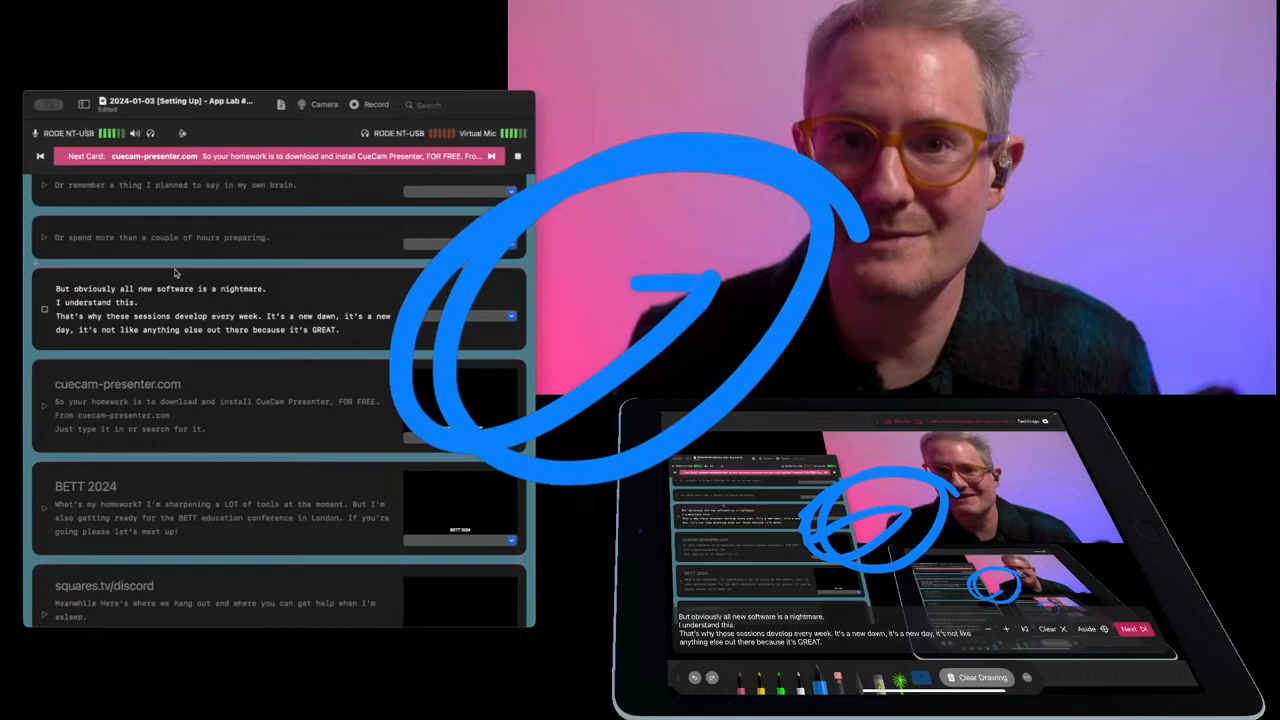 2024-01-03 [Setting Up] - App Lab #...
Edited
Camera
Record
Search
RODE NT-USB
RODE NT-USB
Virtual Mic
Next Card: cuecam-presenter.com So your homework is to download and install CueCam Presenter, FOR FREE. Fro...
Or remember a thing I planned to say in my own brain.
Or spend more than a couple of hours preparing.
But obviously all new software is a nightmare.
I understand this.
That's why these sessions develop every week. It's a new dawn, it's a new
day, it's not like anything else out there because it's GREAT.
cuecam-presenter.com
So your homework is to download and install CueCam Presenter, FOR FREE.
From cuecam-presenter.com
Just type it in or search for it.
BETT 2024
What's my homework? I'm sharpening a LOT of tools at the moment. But I'm
also getting ready for the BETT education conference in London. If you're
going please let's meet up!
BETT 2024
squares.tv/discord
Meanwhile Here's where we hang out and where you can get help when I'm
asleep.
Settings
But obviously all new software is a nightmare.
I understand this.
That's why these sessions develop every week. It's a new dawn, it's a new day, it's not like
anything else out there because it's GREAT.
Clear
Aside
Next
Clear Drawing